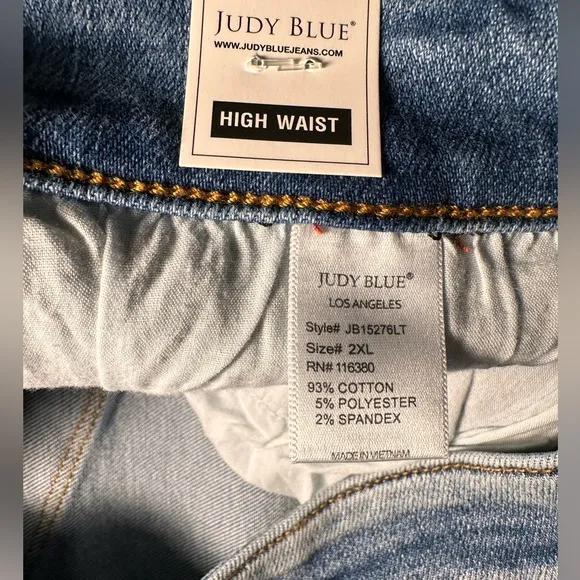 JUDY BLUE®
WWW.JUDYBLUEJEANS.COM
HIGH WAIST
JUDY BLUE®
LOS ANGELES
Style# JB15276LT
Size# 2XL
RN# 116380
93% COTTON
5% POLYESTER
2% SPANDEX
MADE IN VIETNAM